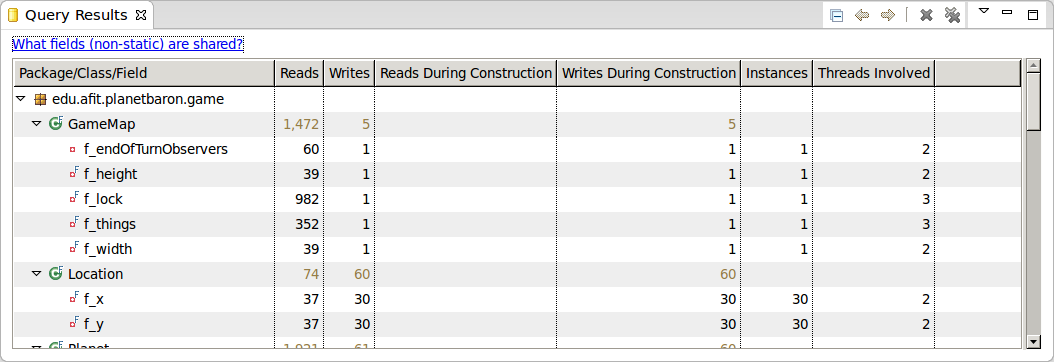 Query Results
What fields (non-static) are shared?
Package/Class/Field Reads Writes Reads During Construction Writes During Construction Instances Threads Involved
edu.afit.planetbaron.game
GameMap 1,472 5 5
f_endOfTurnObservers 60 1 1 1 2
f_height 39 1 1 1 2
f_lock 982 1 1 1 3
f_things 352 1 1 1 3
f_width 39 1 1 1 2
Location 74 60 60
f_x 37 30 30 30 2
f_y 37 30 30 30 2
Planet 1,921 61 60